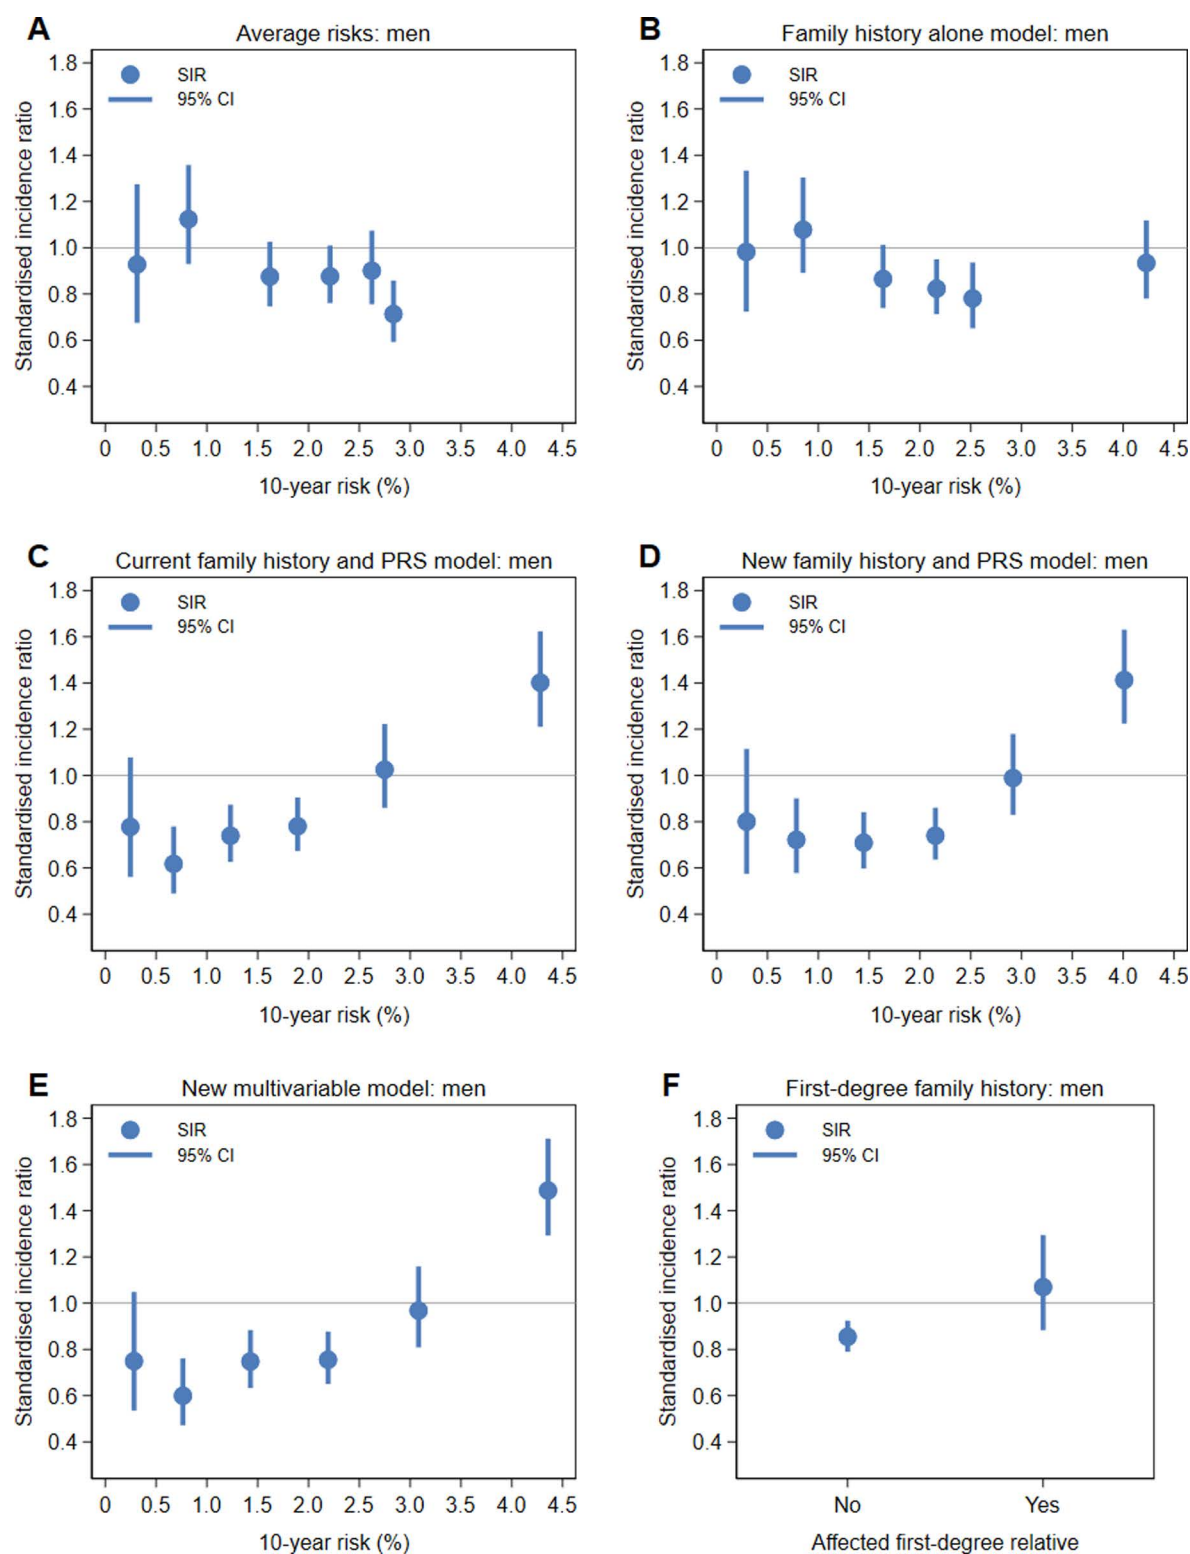 A
Average risks: men
SIR
95% CI
Standardised incidence ratio
1.8
1.6
1.4
1.2
1.0
0.8
0.6
0.4
0 0.5 1.0 1.5 2.0 2.5 3.0 3.5 4.0 4.5
10-year risk (%)
B
Family history alone model: men
SIR
95% CI
Standardised incidence ratio
1.8
1.6
1.4
1.2
1.0
0.8
0.6
0.4
0 0.5 1.0 1.5 2.0 2.5 3.0 3.5 4.0 4.5
10-year risk (%)
C
Current family history and PRS model: men
SIR
95% CI
Standardised incidence ratio
1.8
1.6
1.4
1.2
1.0
0.8
0.6
0.4
0 0.5 1.0 1.5 2.0 2.5 3.0 3.5 4.0 4.5
10-year risk (%)
D
New family history and PRS model: men
SIR
95% CI
Standardised incidence ratio
1.8
1.6
1.4
1.2
1.0
0.8
0.6
0.4
0 0.5 1.0 1.5 2.0 2.5 3.0 3.5 4.0 4.5
10-year risk (%)
E
New multivariable model: men
SIR
95% CI
Standardised incidence ratio
1.8
1.6
1.4
1.2
1.0
0.8
0.6
0.4
0 0.5 1.0 1.5 2.0 2.5 3.0 3.5 4.0 4.5
10-year risk (%)
F
First-degree family history: men
SIR
95% CI
Standardised incidence ratio
1.8
1.6
1.4
1.2
1.0
0.8
0.6
0.4
No Yes
Affected first-degree relative